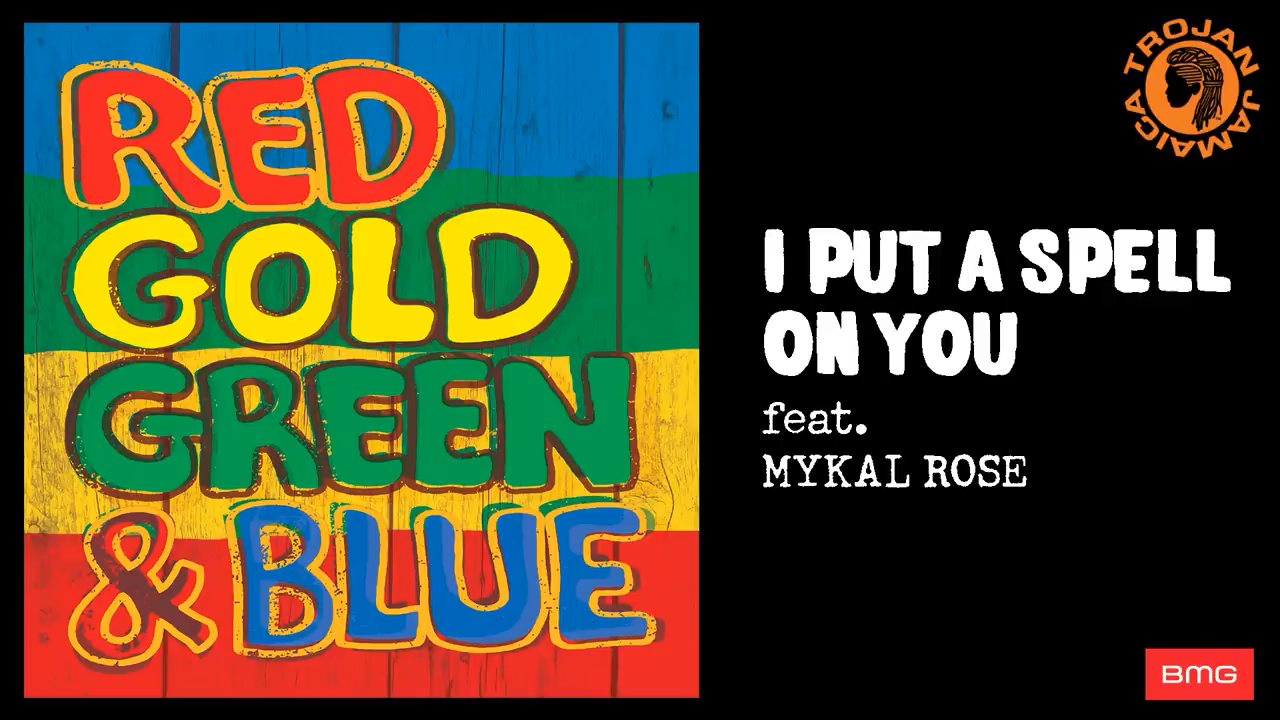 RED
GOLD
GREEN
& BLUE
TROJAN JAMAICA
I PUT A SPELL
ON YOU
feat.
MYKAL ROSE
BMG